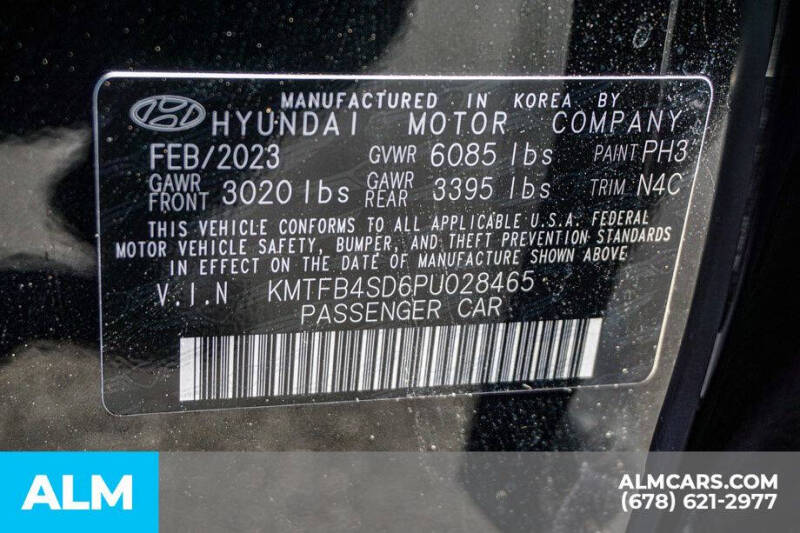 MANUFACTURED IN KOREA BY
HYUNDAI MOTOR COMPANY
FEB/2023 GVWR 6085 lbs PAINT PH3
GAWR FRONT 3020 lbs GAWR REAR 3395 lbs TRIM N4C
THIS VEHICLE CONFORMS TO ALL APPLICABLE U.S.A. FEDERAL
MOTOR VEHICLE SAFETY, BUMPER, AND THEFT PREVENTION STANDARDS
IN EFFECT ON THE DATE OF MANUFACTURE SHOWN ABOVE
V.I.N KMTFB4SD6PU028465
PASSENGER CAR
ALM
ALMCARS.COM
(678) 621-2977